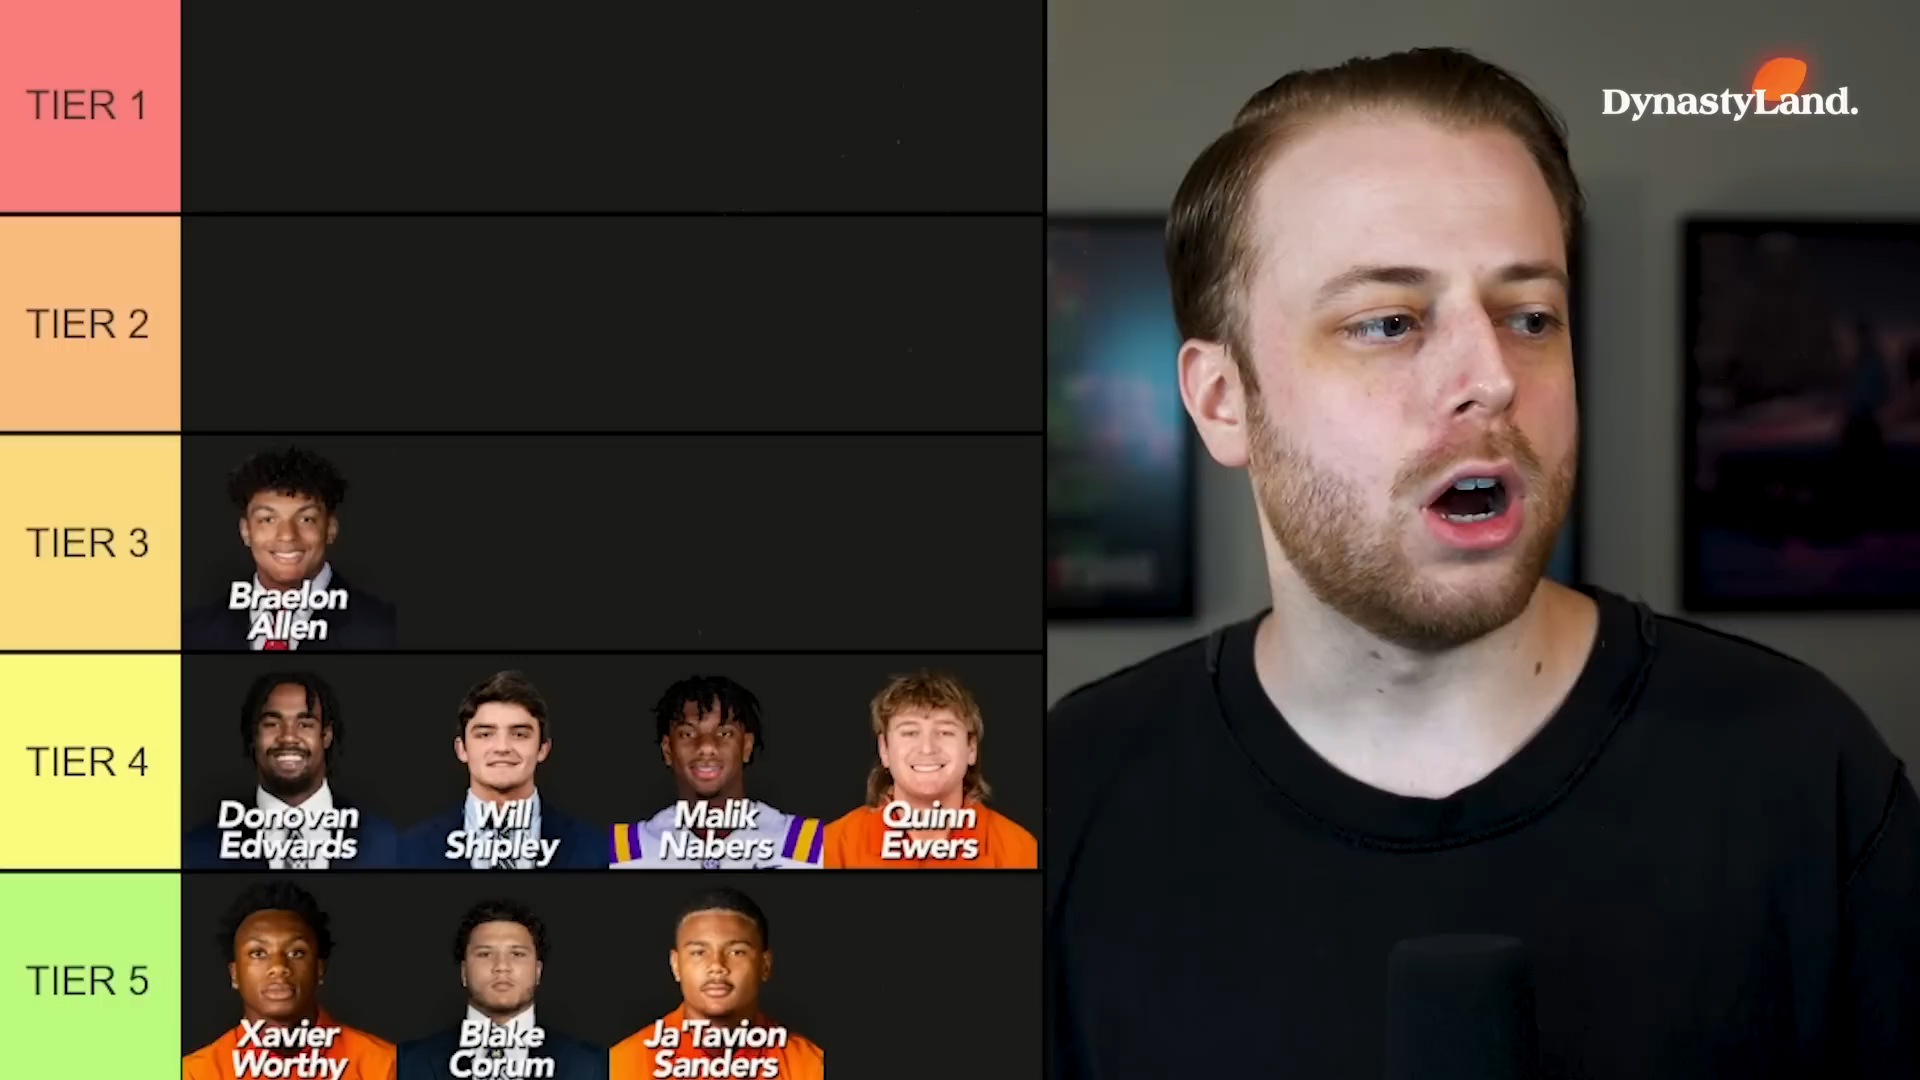 TIER 1
DynastyLand.
TIER 2
TIER 3
Braelon
Allen
TIER 4
Donovan
Edwards
Will
Shipley
Malik
Nabers
Quinn
Ewers
TIER 5
Xavier
Worthy
Blake
Corum
Ja'Tavion
Sanders